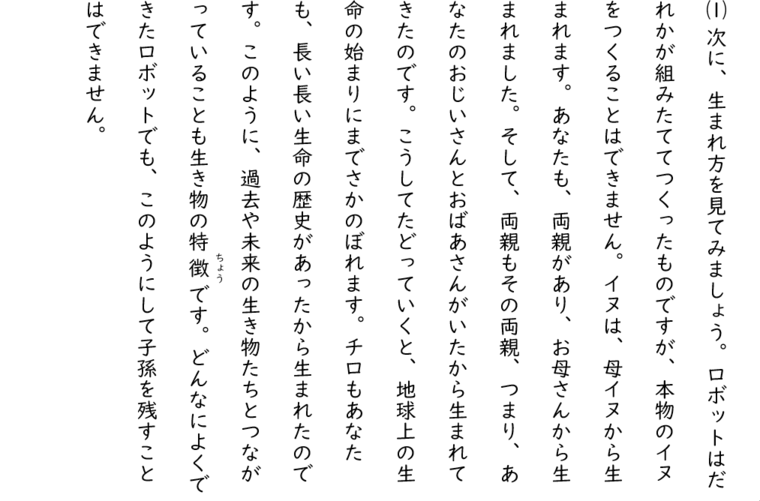 ⑴次に、生まれ方を見てみましょう。ロボットはだ
れかが組みたててつくったものですが、本物のイヌ
をつくることはできません。イヌは、母イヌから生
まれます。あなたも、両親があり、お母さんから生
まれました。そして、両親もその両親、つまり、あ
なたのおじいさんとおばあさんがいたから生まれて
きたのです。こうしてたどっていくと、地球上の生
命の始まりにまでさかのぼれます。チロもあなた
も、長い長い生命の歴史があったから生まれたので
す。このように、過去や未来の生き物たちとつなが
っていることも生き物の特徴です。どんなによくで
ちょう
きたロボットでも、このようにして子孫を残すこと
はできません。